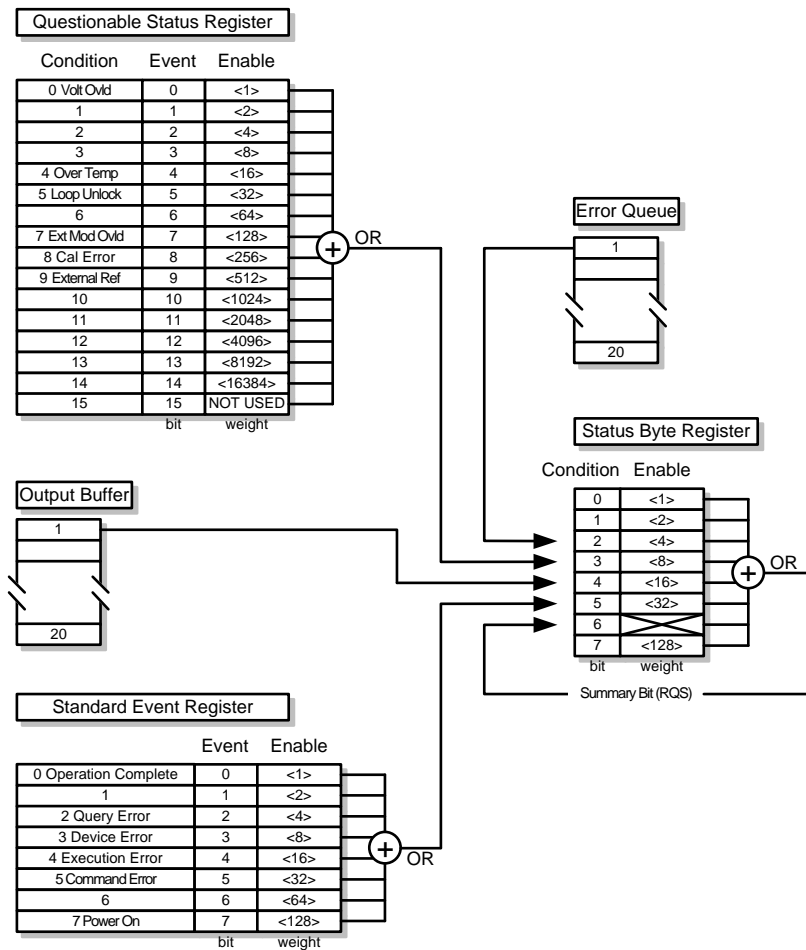 Questionable Status Register
Condition Event Enable
0 Volt Ovld 0 <1>
1 1 <2>
2 2 <4>
3 3 <8>
4 Over Temp 4 <16>
5 Loop Unlock 5 <32>
6 6 <64>
7 Ext Mod Ovld 7 <128>
8 Cal Error 8 <256>
9 External Ref 9 <512>
10 10 <1024>
11 11 <2048>
12 12 <4096>
13 13 <8192>
14 14 <16384>
15 15 NOT USED
bit weight
+ OR
Error Queue
1
20
Output Buffer
1
20
Status Byte Register
Condition Enable
0 <1>
1 <2>
2 <4>
3 <8>
4 <16>
5 <32>
6
7 <128>
bit weight
+ OR
Summary Bit (RQS)
Standard Event Register
Event Enable
0 Operation Complete 0 <1>
1 1 <2>
2 Query Error 2 <4>
3 Device Error 3 <8>
4 Execution Error 4 <16>
5 Command Error 5 <32>
6 6 <64>
7 Power On 7 <128>
bit weight
+ OR